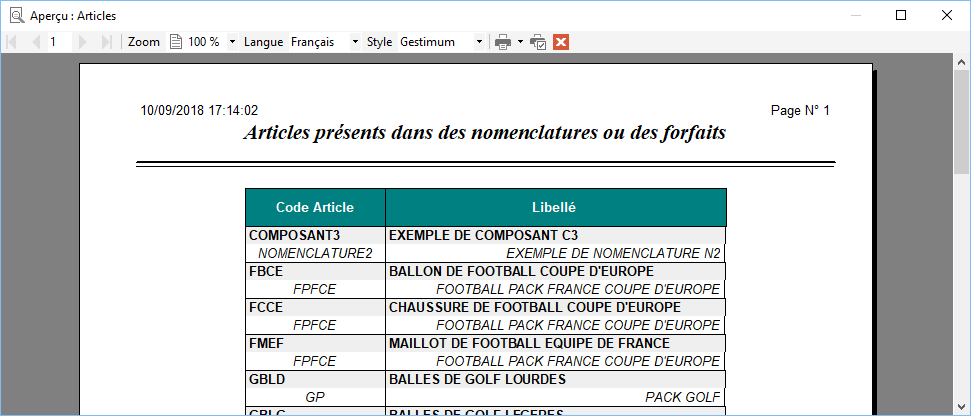 Aperçu : Articles
1 Zoom 100 % Langue Français Style Gestimum
10/09/2018 17:14:02 Page N° 1
Articles présents dans des nomenclatures ou des forfaits
Code Article Libellé
COMPOSANT3 EXEMPLE DE COMPOSANT C3
NOMENCLATURE2 EXEMPLE DE NOMENCLATURE N2
FBCE BALLON DE FOOTBALL COUPE D'EUROPE
FPFCE FOOTBALL PACK FRANCE COUPE D'EUROPE
FCCE CHAUSSURE DE FOOTBALL COUPE D'EUROPE
FPFCE FOOTBALL PACK FRANCE COUPE D'EUROPE
FMEF MAILLOT DE FOOTBALL EQUIPE DE FRANCE
FPFCE FOOTBALL PACK FRANCE COUPE D'EUROPE
GBLD BALLES DE GOLF LOURDES
GP PACK GOLF
BALLES DE GOLF LEGERES